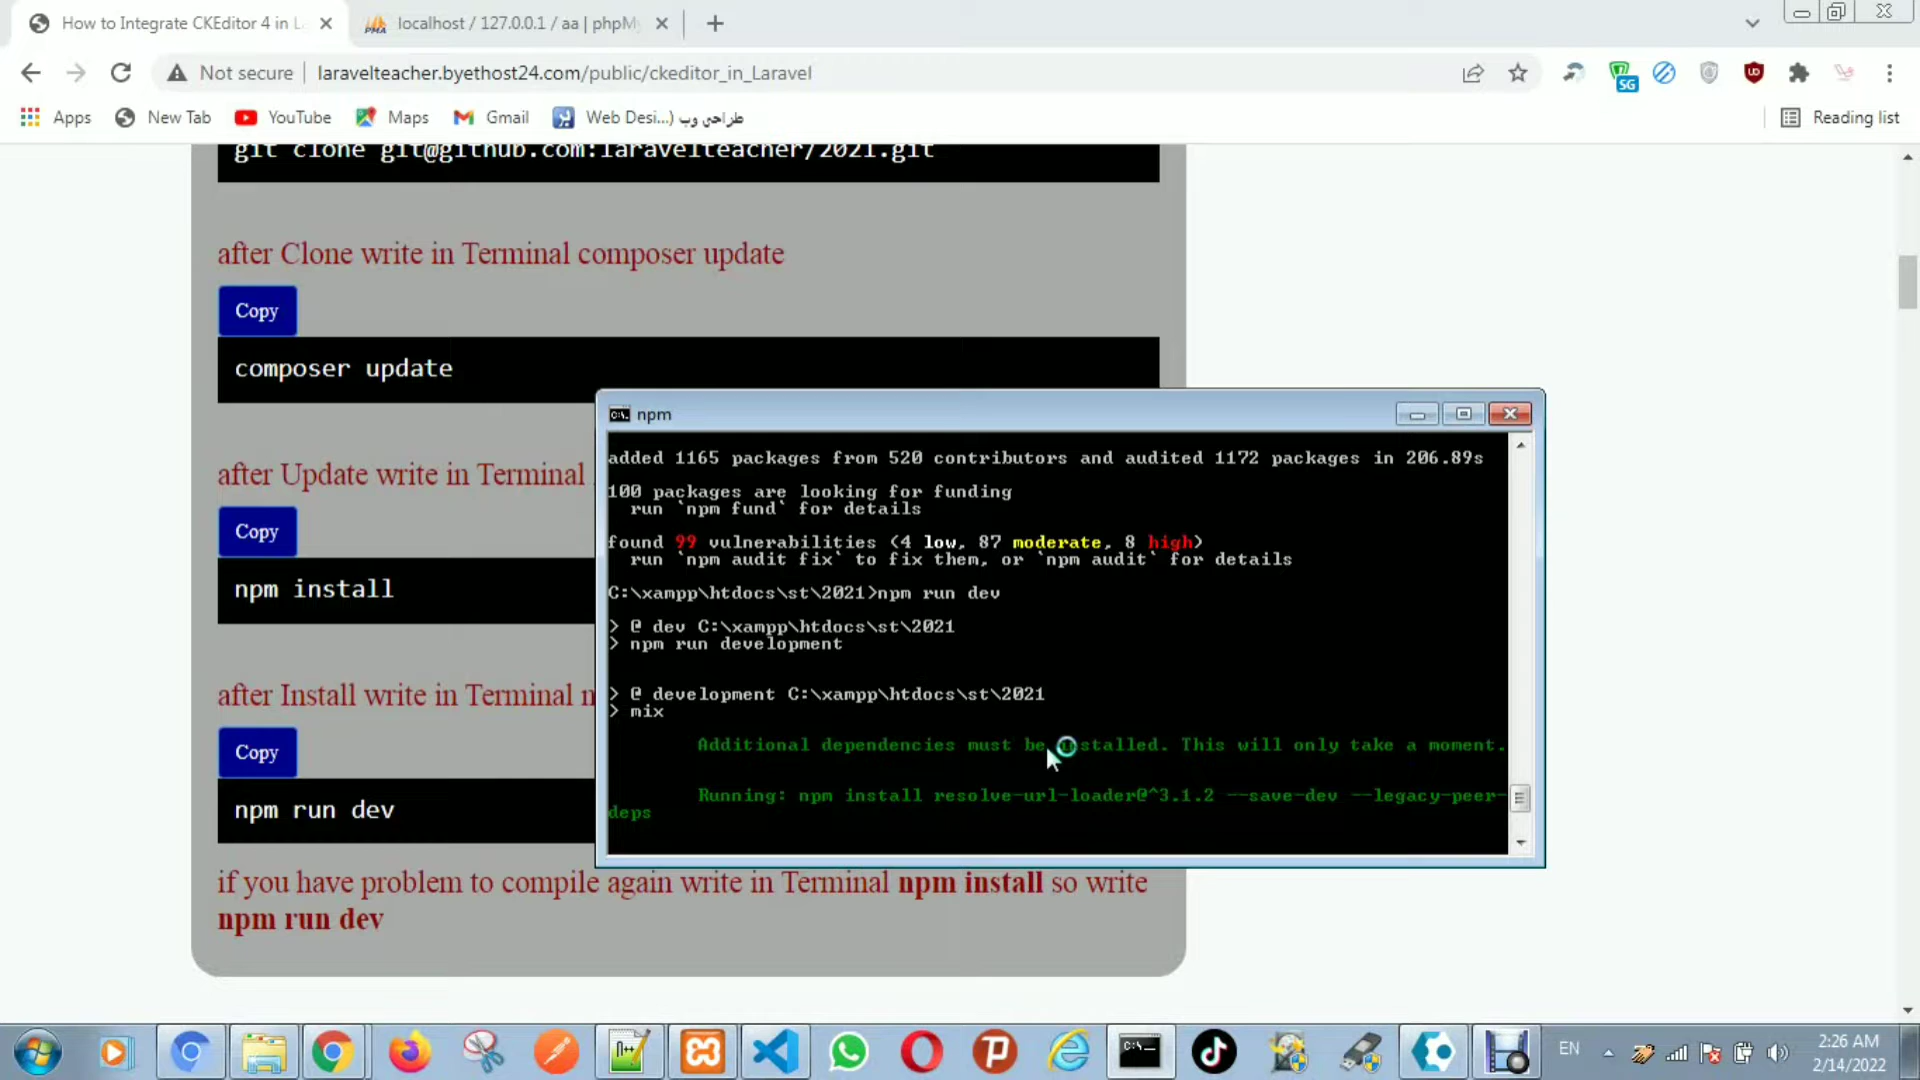 How to Integrate CKEditor 4 in L
localhost / 127.0.0.1 / aa | phpMy
Not secure
laravelteacher.byethost24.com/public/ckeditor_in_Laravel
SG
Apps
New Tab
YouTube
Maps
Gmail
Web Desi...) طراحی وب
Reading list
git clone git@github.com:laravelteacher/2021.git
after Clone write in Terminal composer update
Copy
composer update
after Update write in Terminal
Copy
npm install
after Install write in Terminal n
Copy
npm run dev
if you have problem to compile again write in Terminal npm install so write
npm run dev
npm
added 1165 packages from 520 contributors and audited 1172 packages in 206.89s
100 packages are looking for funding
run `npm fund` for details
found 99 vulnerabilities (4 low, 87 moderate, 8 high)
run `npm audit fix` to fix them, or `npm audit` for details
C:\xampp\htdocs\st\2021>npm run dev
> @ dev C:\xampp\htdocs\st\2021
> npm run development
> @ development C:\xampp\htdocs\st\2021
> mix
Additional dependencies must be installed. This will only take a moment.
Running: npm install resolve-url-loader@^3.1.2 --save-dev --legacy-peer-
deps
EN
2:26 AM
2/14/2022